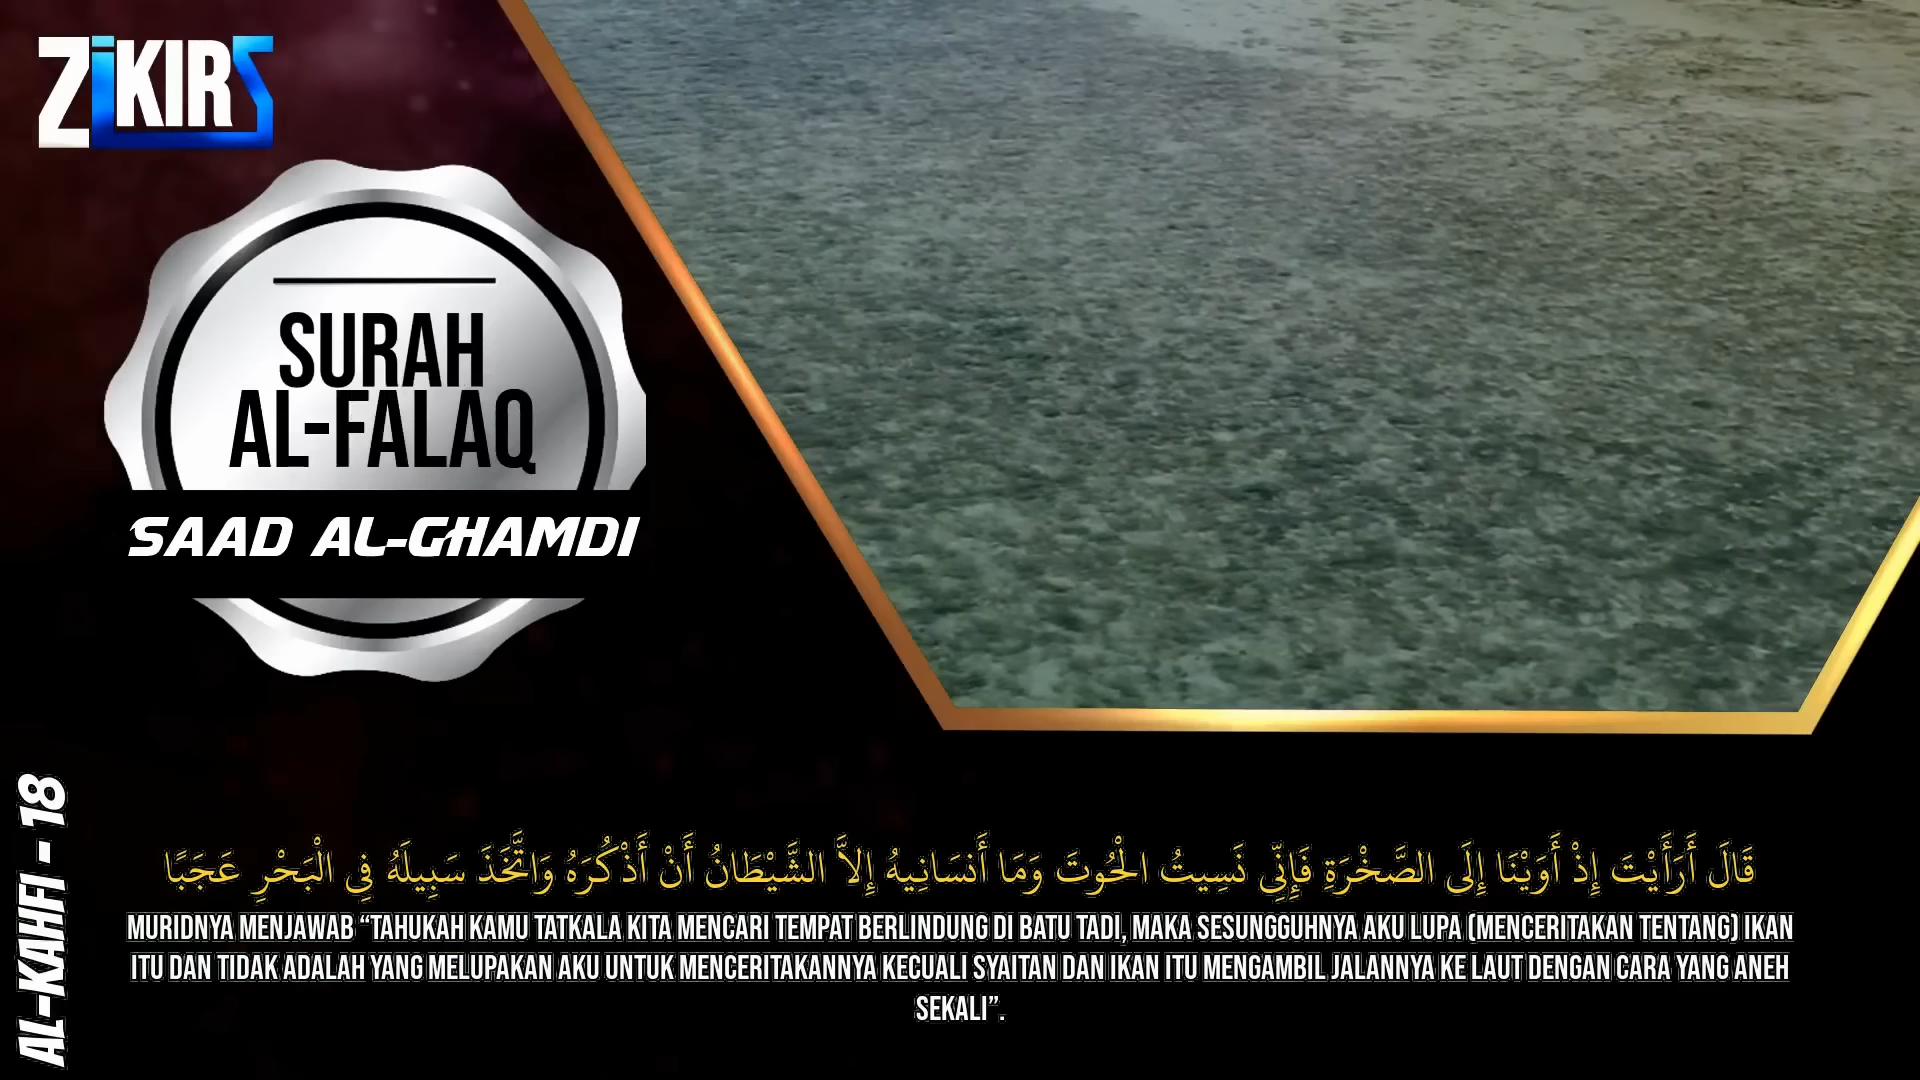 ZIKIRS
SURAH
AL-FALAQ
SAAD AL-GHAMDI
AL-KAHFI - 18
قَالَ أَرَأَيْتَ إِذْ أَوَيْنَا إِلَى الصَّخْرَةِ فَإِنِّي نَسِيتُ الْحُوتَ وَمَا أَنسَانِيهُ إِلاَّ الشَّيْطَانُ أَنْ أَذْكُرَهُ وَاتَّخَذَ سَبِيلَهُ فِي الْبَحْرِ عَجَبًا
MURIDNYA MENJAWAB “TAHUKAH KAMU TATKALA KITA MENCARI TEMPAT BERLINDUNG DI BATU TADI, MAKA SESUNGGUHNYA AKU LUPA (MENCERITAKAN TENTANG) IKAN
ITU DAN TIDAK ADALAH YANG MELUPAKAN AKU UNTUK MENCERITAKANNYA KECUALI SYAITAN DAN IKAN ITU MENGAMBIL JALANNYA KE LAUT DENGAN CARA YANG ANEH
SEKALI”.